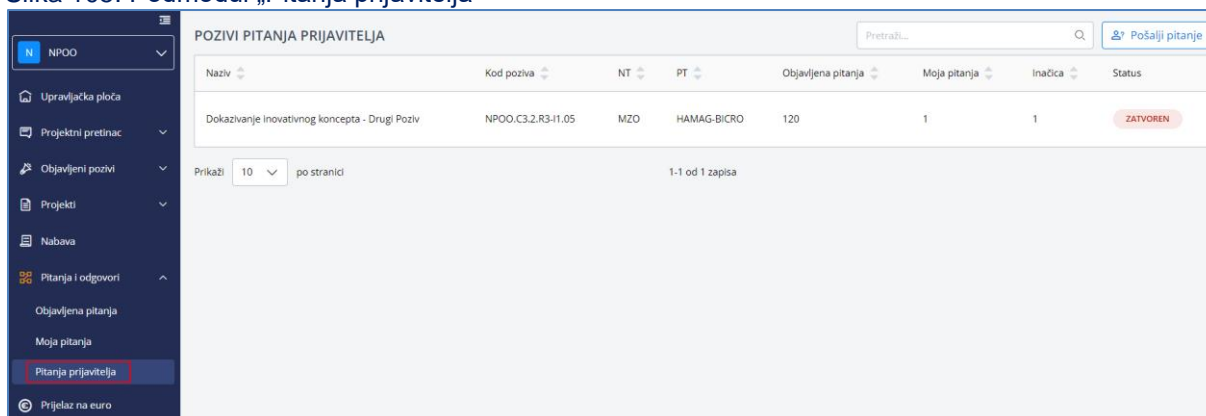 POZIVI PITANJA PRIJAVITELJA
Pretraži...
Pošalji pitanje
N NPOO
Upravljačka ploča
Projektni pretinac
Objavljeni pozivi
Projekti
Nabava
Pitanja i odgovori
Objavljena pitanja
Moja pitanja
Pitanja prijavitelja
Prijelaz na euro
Naziv Kod poziva NT PT Objavljena pitanja Moja pitanja Inačica Status
Dokazivanje inovativnog koncepta - Drugi Poziv NPOO.C3.2.R3-I1.05 MZO HAMAG-BICRO 120 1 1 ZATVOREN
Prikaži 10 po stranici 1-1 od 1 zapisa